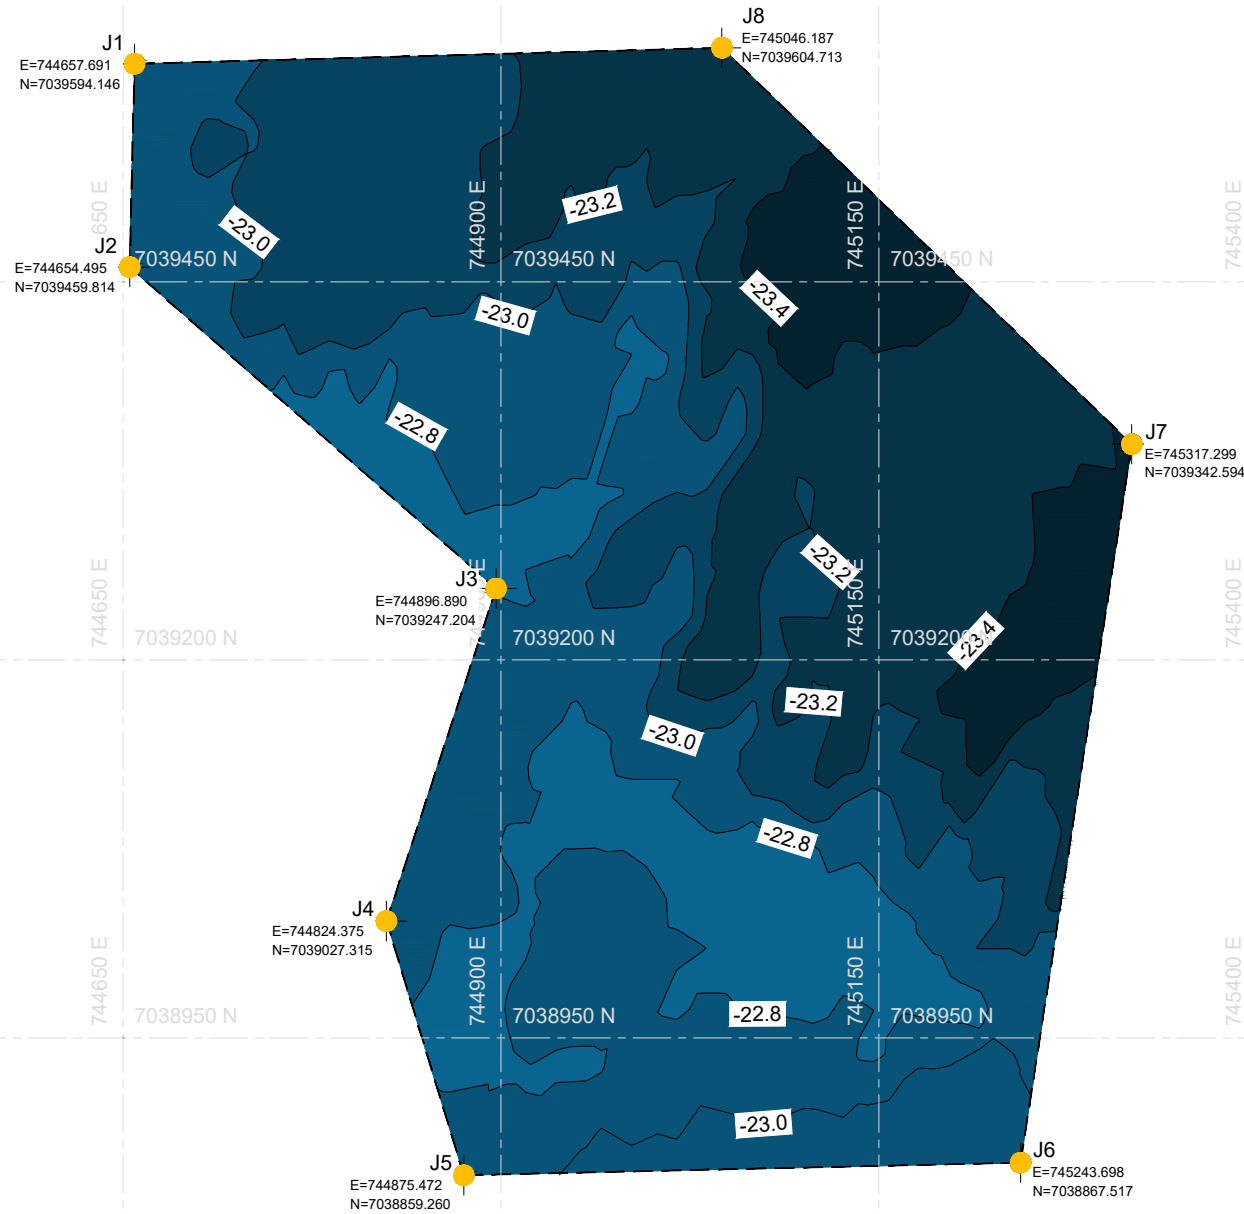 J1
E=744657.691
N=7039594.146
J8
E=745046.187
N=7039604.713
650 E
744900 E
745150 E
745400 E
-23.2
-23.0
J2
E=744654.495
N=7039459.814
7039450 N
7039450 N
7039450 N
-23.4
-23.0
-22.8
J7
E=745317.299
N=7039342.594
-23.2
J3
E=744896.890
N=7039247.204
744650 E
745150 E
745400 E
7039200 N
7039200 N
7039200 N
-23.4
-23.2
-23.0
-22.8
J4
E=744824.375
N=7039027.315
744650 E
744900 E
745150 E
745400 E
7038950 N
7038950 N
7038950 N
-22.8
-23.0
J5
E=744875.472
N=7038859.260
J6
E=745243.698
N=7038867.517